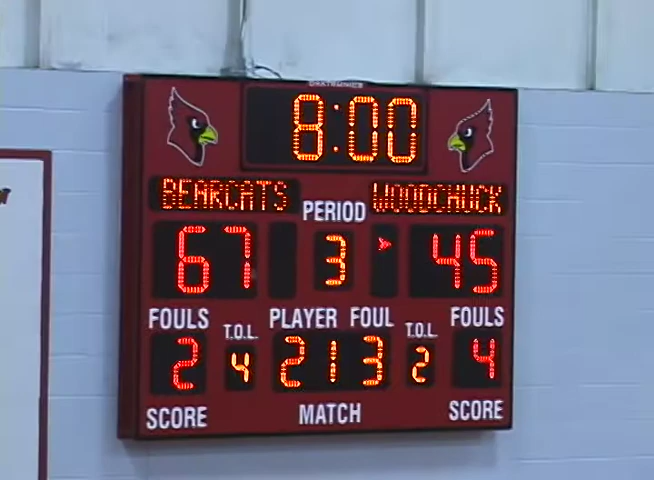 DAKTRONICS
8:00
BEARCATS PERIOD WOODCHUCK
67 3 45
FOULS T.O.L. PLAYER FOUL T.O.L. FOULS
2 4 21 3 2 4
SCORE MATCH SCORE